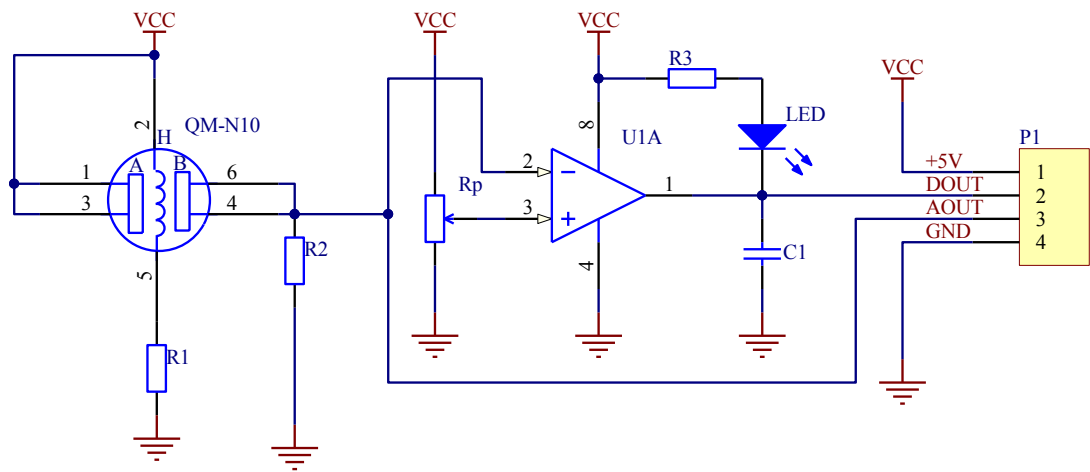 VCC
VCC
VCC
R3
VCC
2
H
QM-N10
8
U1A
LED
P1
1
A
B
6
2
+5V
1
Rp
1
DOUT
2
3
4
3
AOUT
3
GND
4
R2
4
C1
5
R1